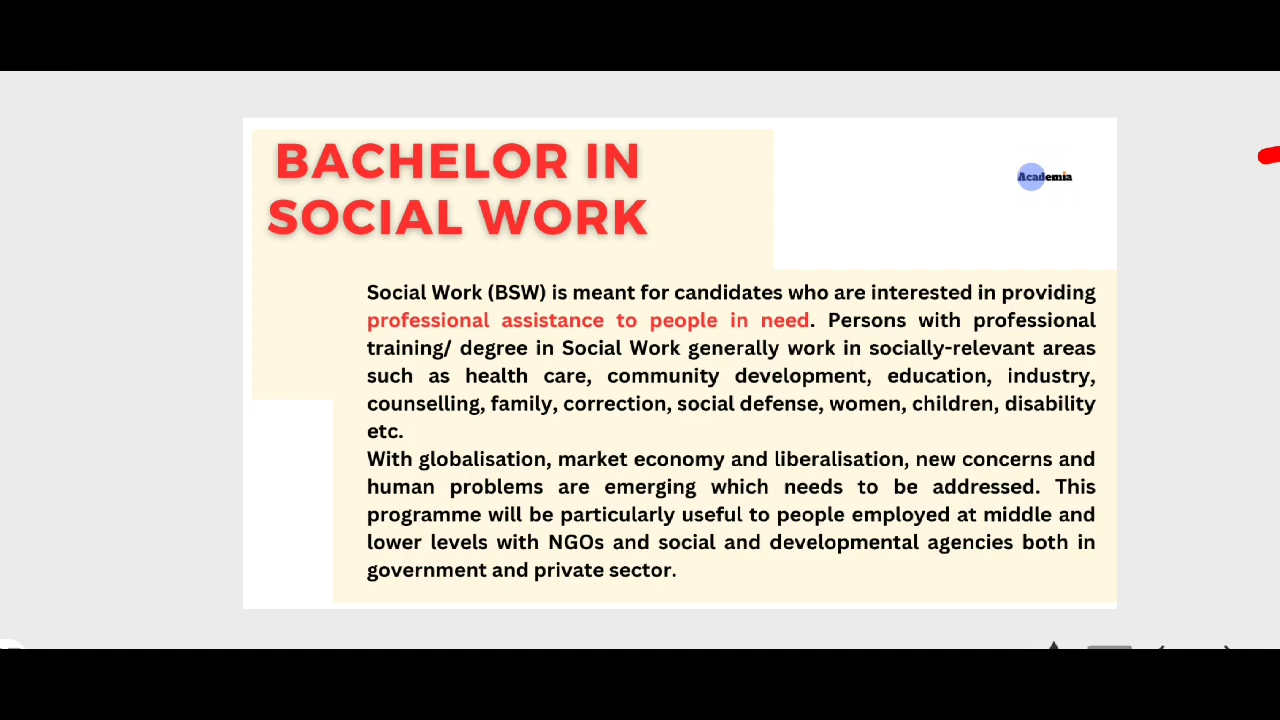 BACHELOR IN
SOCIAL WORK
Academia
Social Work (BSW) is meant for candidates who are interested in providing
professional assistance to people in need. Persons with professional
training/ degree in Social Work generally work in socially-relevant areas
such as health care, community development, education, industry,
counselling, family, correction, social defense, women, children, disability
etc.
With globalisation, market economy and liberalisation, new concerns and
human problems are emerging which needs to be addressed. This
programme will be particularly useful to people employed at middle and
lower levels with NGOs and social and developmental agencies both in
government and private sector.